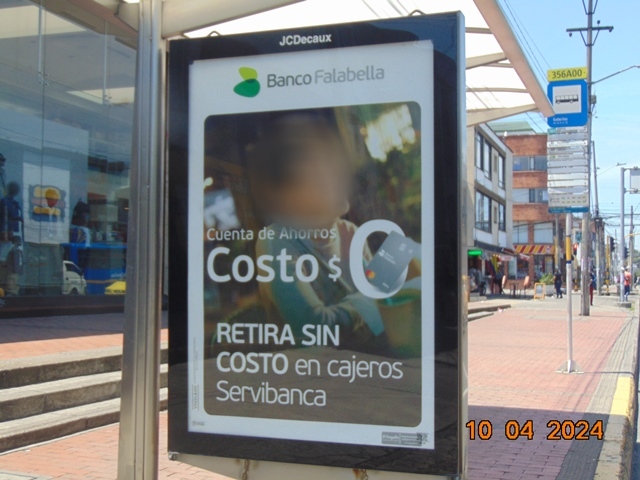 JCDecaux
Banco Falabella
Cuenta de Ahorros
Costo $0
RETIRA SIN
COSTO en cajeros
Servibanca
356A00
10 04 2024